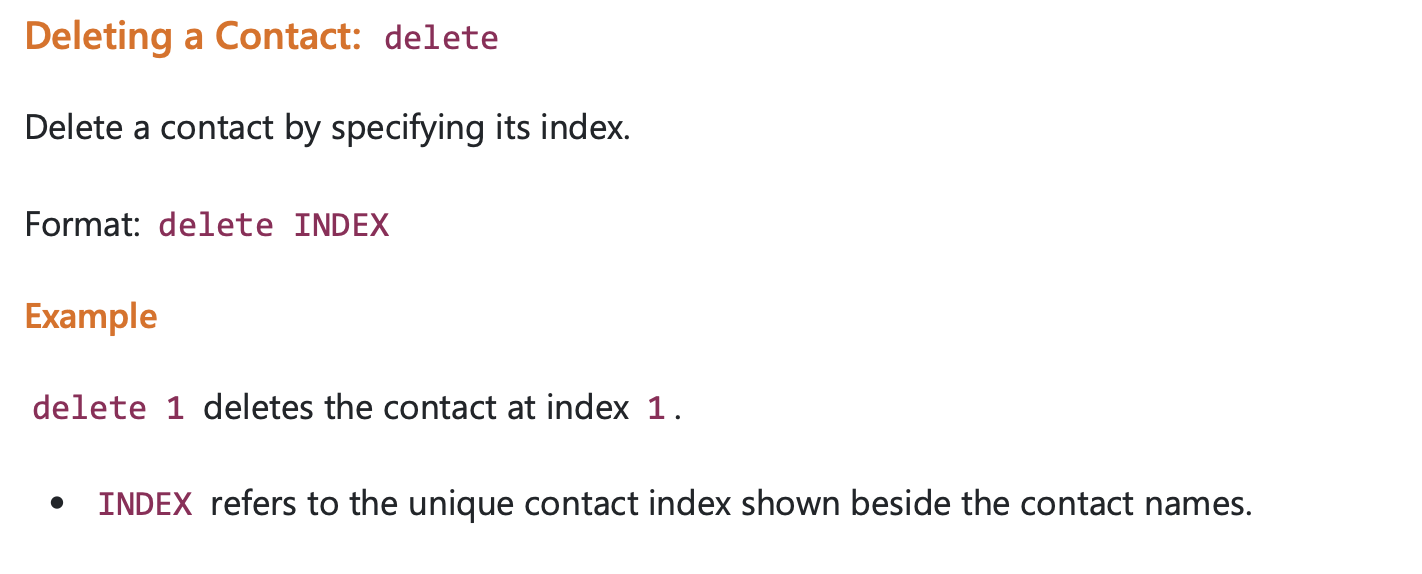 Deleting a Contact: delete
Delete a contact by specifying its index.
Format: delete INDEX
Example
delete 1 deletes the contact at index 1.
• INDEX refers to the unique contact index shown beside the contact names.